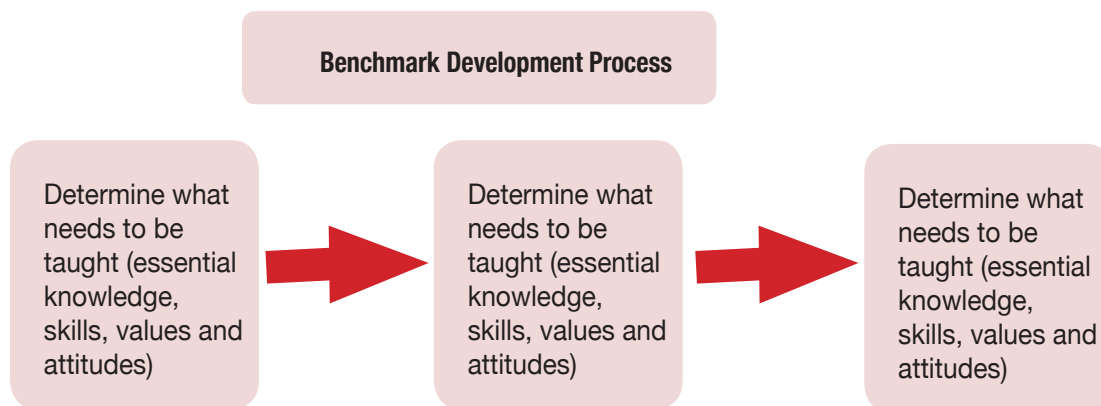 Benchmark Development Process
Determine what
needs to be
taught (essential
knowledge,
skills, values and
attitudes)
Determine what
needs to be
taught (essential
knowledge,
skills, values and
attitudes)
Determine what
needs to be
taught (essential
knowledge,
skills, values and
attitudes)